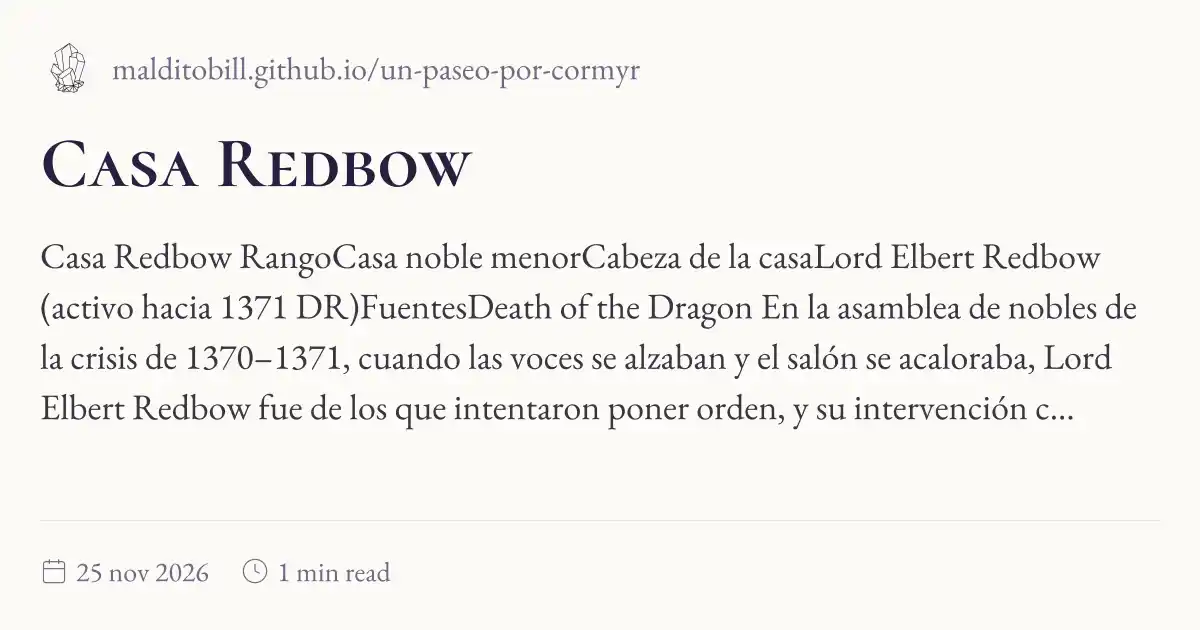 malditobill.github.io/un-paseo-por-cormyr
Casa Redbow
Casa Redbow RangoCasa noble menorCabeza de la casaLord Elbert Redbow
(activo hacia 1371 DR)FuentesDeath of the Dragon En la asamblea de nobles de
la crisis de 1370–1371, cuando las voces se alzaban y el salón se acaloraba, Lord
Elbert Redbow fue de los que intentaron poner orden, y su intervención c...
25 nov 2026
1 min read